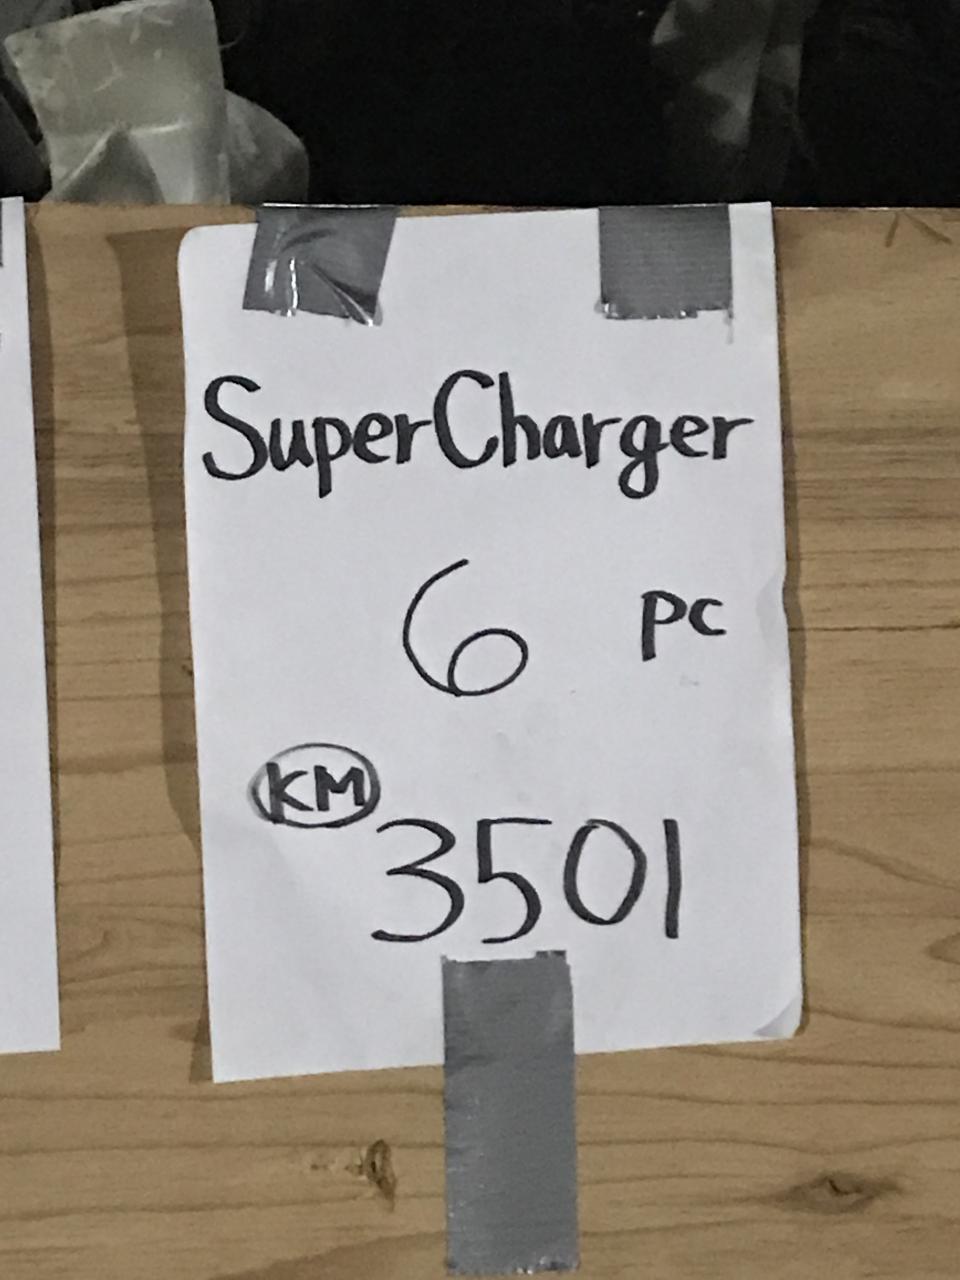 SuperCharger
6 PC
KM
3501